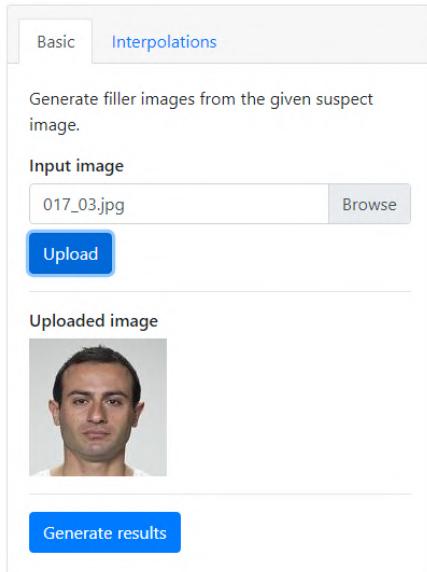 Basic
Interpolations
Generate filler images from the given suspect
image.
Input image
017_03.jpg
Browse
Upload
Uploaded image
Generate results